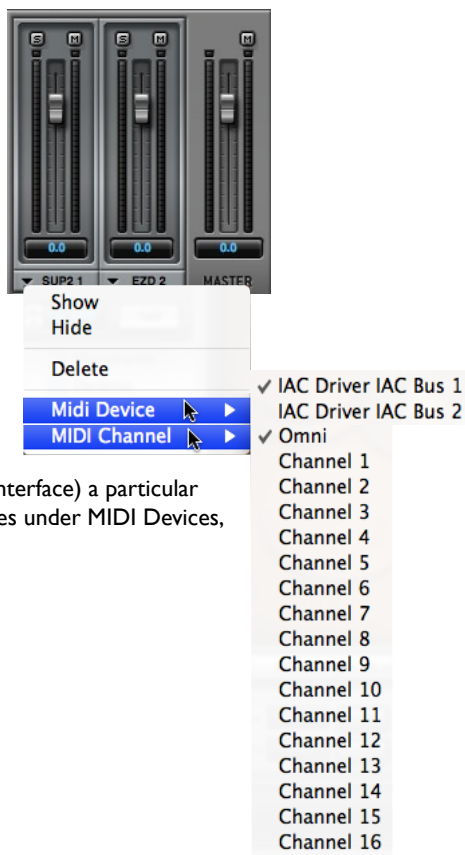 S M S M M
0.0 0.0 0.0
SUP2 1 EZD 2 MASTER
Show
Hide
Delete
Midi Device
MIDI Channel
✓ IAC Driver IAC Bus 1
IAC Driver IAC Bus 2
✓ Omni
Channel 1
Channel 2
Channel 3
Channel 4
Channel 5
Channel 6
Channel 7
Channel 8
Channel 9
Channel 10
Channel 11
Channel 12
Channel 13
Channel 14
Channel 15
Channel 16
nterface) a particular
es under MIDI Devices,